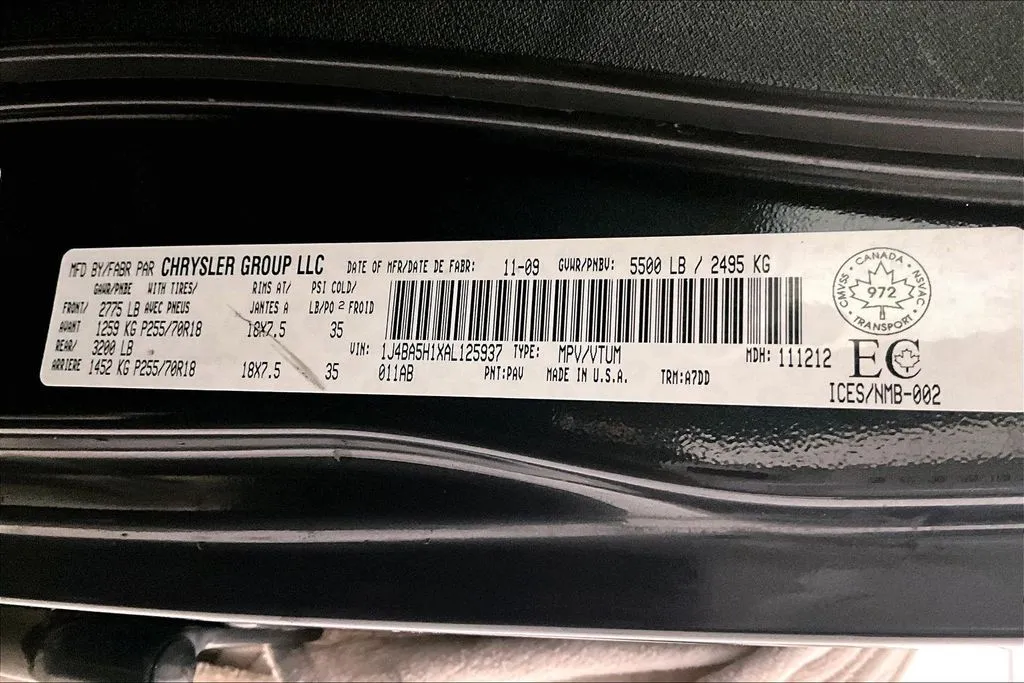 MFD BY/FABR PAR CHRYSLER GROUP LLC DATE OF MFR/DATE DE FABR: 11-09 GVWR/PNBV: 5500 LB / 2495 KG
GAWR/PNBE WITH TIRES/ RIMS AT/ PSI COLD/
FRONT/ 2775 LB AVEC PNEUS JANTES A LB/PO 2 FROID
AVANT 1259 KG P255/70R18 18X7.5 35
REAR/ 3200 LB
ARRIERE 1452 KG P255/70R18 18X7.5 35
VIN: 1J4BA5H1XAL125937 TYPE: MPV/VTUM MDH: 111212
011AB PNT:PAV MADE IN U.S.A. TRM:A7DD
CANADA
CMVSS 972 NSVAC
TRANSPORT
EC
ICES/NMB-002